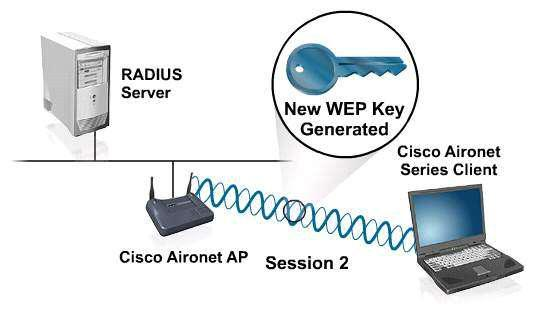 RADIUS
Server
New WEP Key
Generated
Cisco Aironet
Series Client
Cisco Aironet AP
Session 2